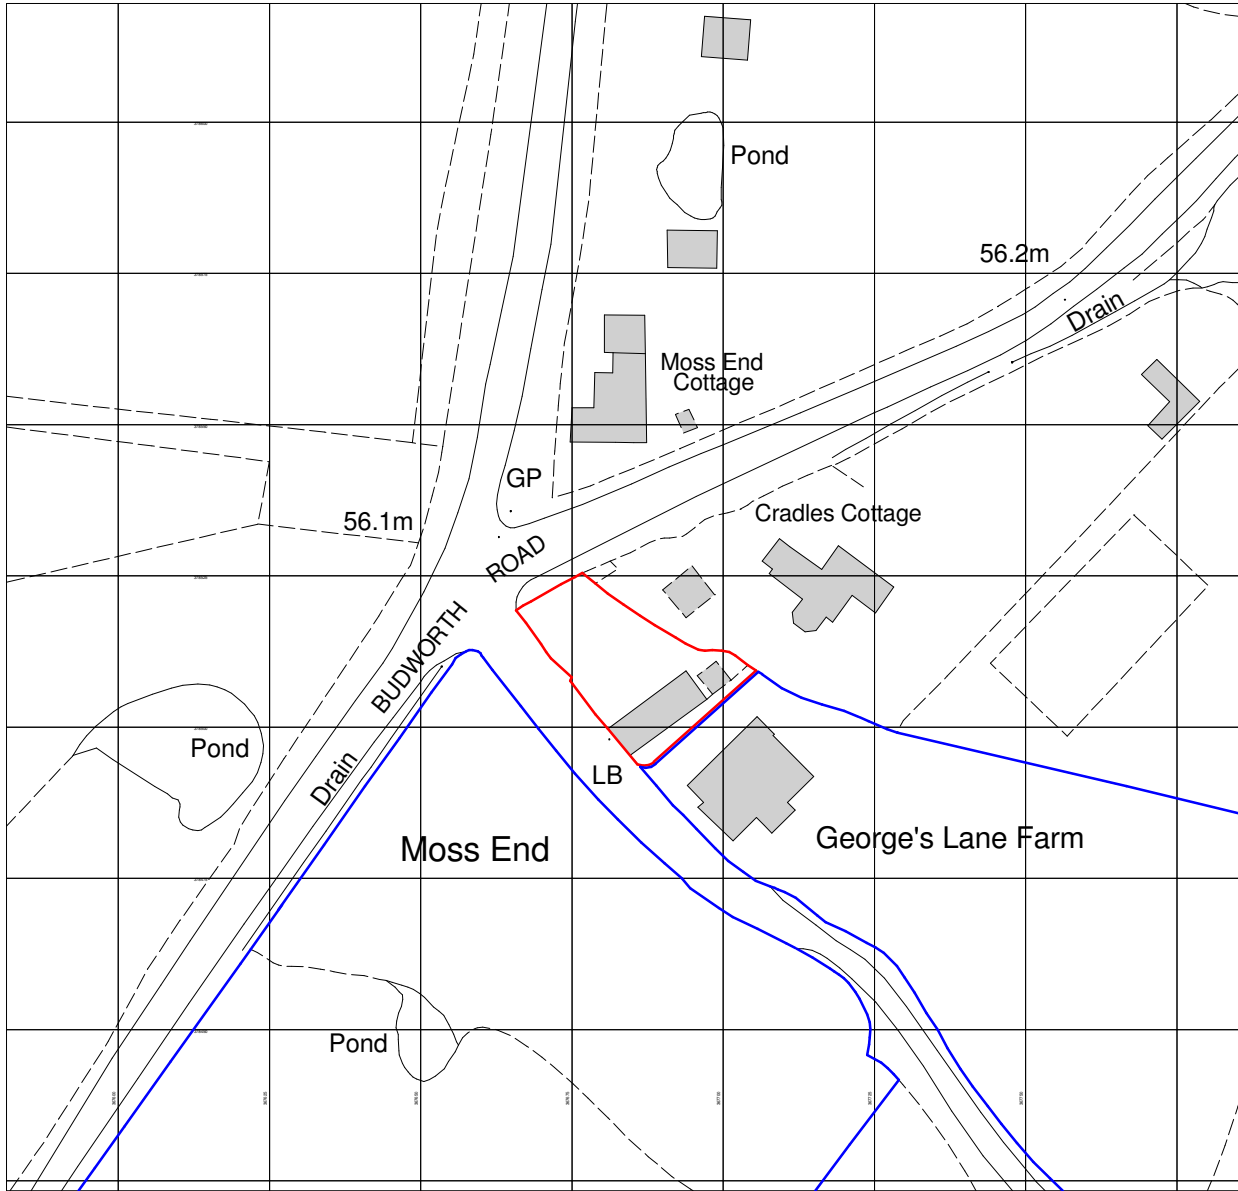 Pond
56.2m
Drain
Moss End
Cottage
GP
56.1m
Cradles Cottage
ROAD
BUDWORTH
Pond
Drain
LB
Moss End
George's Lane Farm
Pond